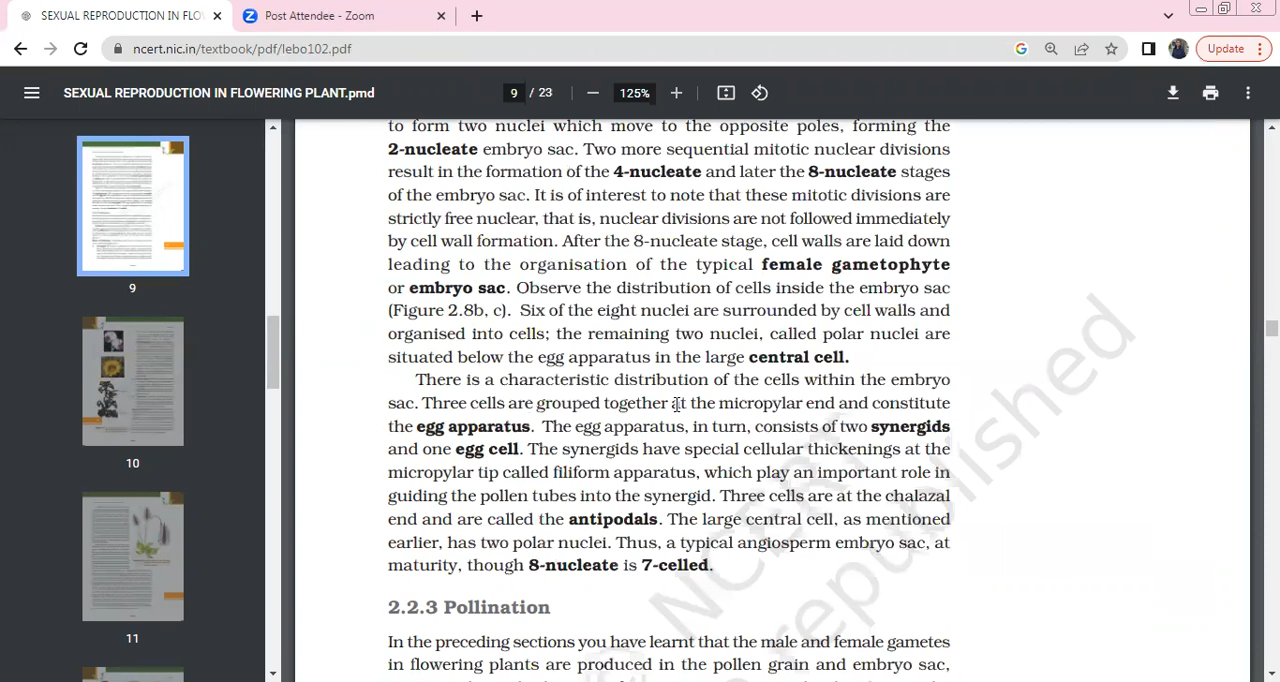 SEXUAL REPRODUCTION IN FLO
Post Attendee - Zoom
ncert.nic.in/textbook/pdf/lebo102.pdf
Update
SEXUAL REPRODUCTION IN FLOWERING PLANT.pmd
9 / 23
125%
9
10
11
to form two nuclei which move to the opposite poles, forming the
2-nucleate embryo sac. Two more sequential mitotic nuclear divisions
result in the formation of the 4-nucleate and later the 8-nucleate stages
of the embryo sac. It is of interest to note that these mitotic divisions are
strictly free nuclear, that is, nuclear divisions are not followed immediately
by cell wall formation. After the 8-nucleate stage, cell walls are laid down
leading to the organisation of the typical female gametophyte
or embryo sac. Observe the distribution of cells inside the embryo sac
(Figure 2.8b, c). Six of the eight nuclei are surrounded by cell walls and
organised into cells; the remaining two nuclei, called polar nuclei are
situated below the egg apparatus in the large central cell.
There is a characteristic distribution of the cells within the embryo
sac. Three cells are grouped together at the micropylar end and constitute
the egg apparatus. The egg apparatus, in turn, consists of two synergids
and one egg cell. The synergids have special cellular thickenings at the
micropylar tip called filiform apparatus, which play an important role in
guiding the pollen tubes into the synergid. Three cells are at the chalazal
end and are called the antipodals. The large central cell, as mentioned
earlier, has two polar nuclei. Thus, a typical angiosperm embryo sac, at
maturity, though 8-nucleate is 7-celled.
2.2.3 Pollination
In the preceding sections you have learnt that the male and female gametes
in flowering plants are produced in the pollen grain and embryo sac,
NCERT
republished